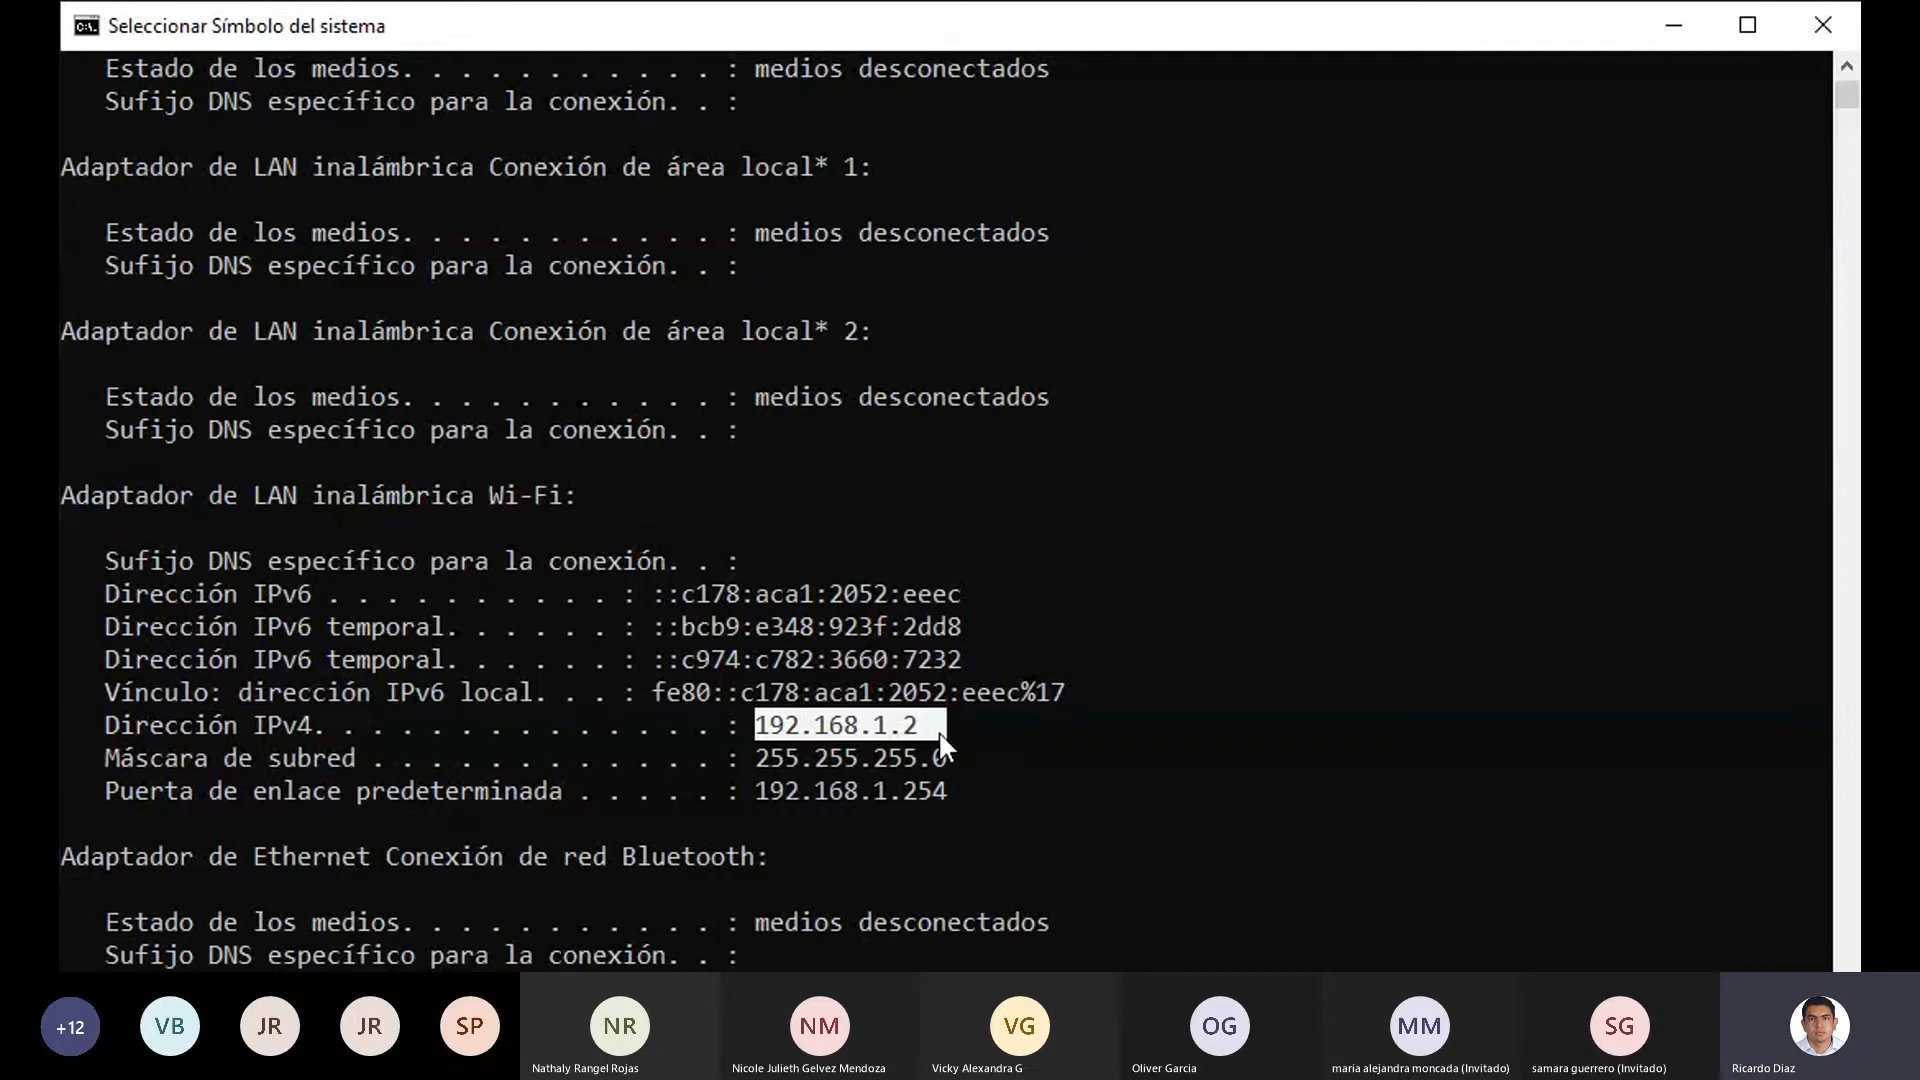 Seleccionar Símbolo del sistema
Estado de los medios. . . . . . . . . . . : medios desconectados
Sufijo DNS específico para la conexión. . :
Adaptador de LAN inalámbrica Conexión de área local* 1:
Estado de los medios. . . . . . . . . . . : medios desconectados
Sufijo DNS específico para la conexión. . :
Adaptador de LAN inalámbrica Conexión de área local* 2:
Estado de los medios. . . . . . . . . . . : medios desconectados
Sufijo DNS específico para la conexión. . :
Adaptador de LAN inalámbrica Wi-Fi:
Sufijo DNS específico para la conexión. . :
Dirección IPv6 . . . . . . . . . . : ::c178:aca1:2052:eeec
Dirección IPv6 temporal. . . . . . : ::bcb9:e348:923f:2dd8
Dirección IPv6 temporal. . . . . . : ::c974:c782:3660:7232
Vínculo: dirección IPv6 local. . . : fe80::c178:aca1:2052:eeec%17
Dirección IPv4. . . . . . . . . . . . . . : 192.168.1.2
Máscara de subred . . . . . . . . . . . . : 255.255.255.0
Puerta de enlace predeterminada . . . . . : 192.168.1.254
Adaptador de Ethernet Conexión de red Bluetooth:
Estado de los medios. . . . . . . . . . . : medios desconectados
Sufijo DNS específico para la conexión. . :
+12 VB JR JR SP NR NM VG OG MM SG
Nathaly Rangel Rojas Nicole Julieth Gelvez Mendoza Vicky Alexandra G Oliver Garcia maria alejandra moncada (Invitado) samara guerrero (Invitado) Ricardo Diaz